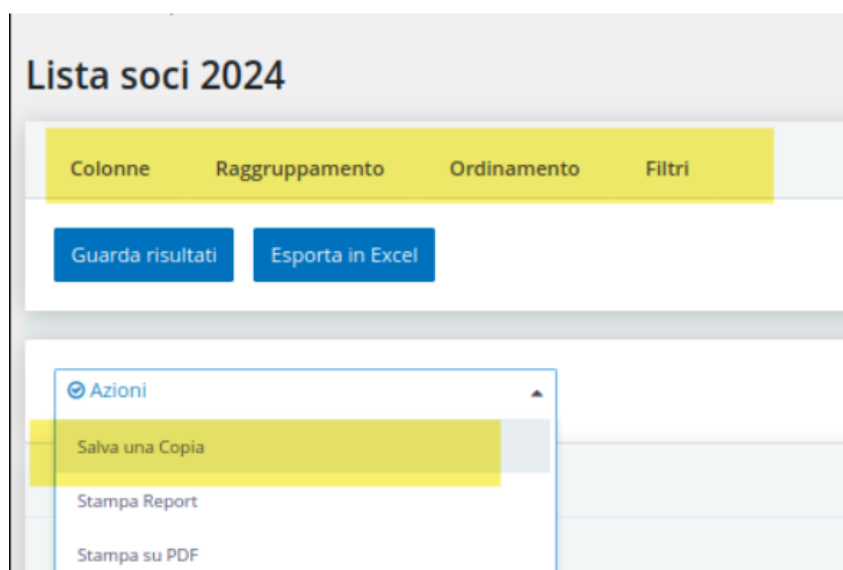 Lista soci 2024
Colonne Raggruppamento Ordinamento Filtri
Guarda risultati Esporta in Excel
Azioni
Salva una Copia
Stampa Report
Stampa su PDF